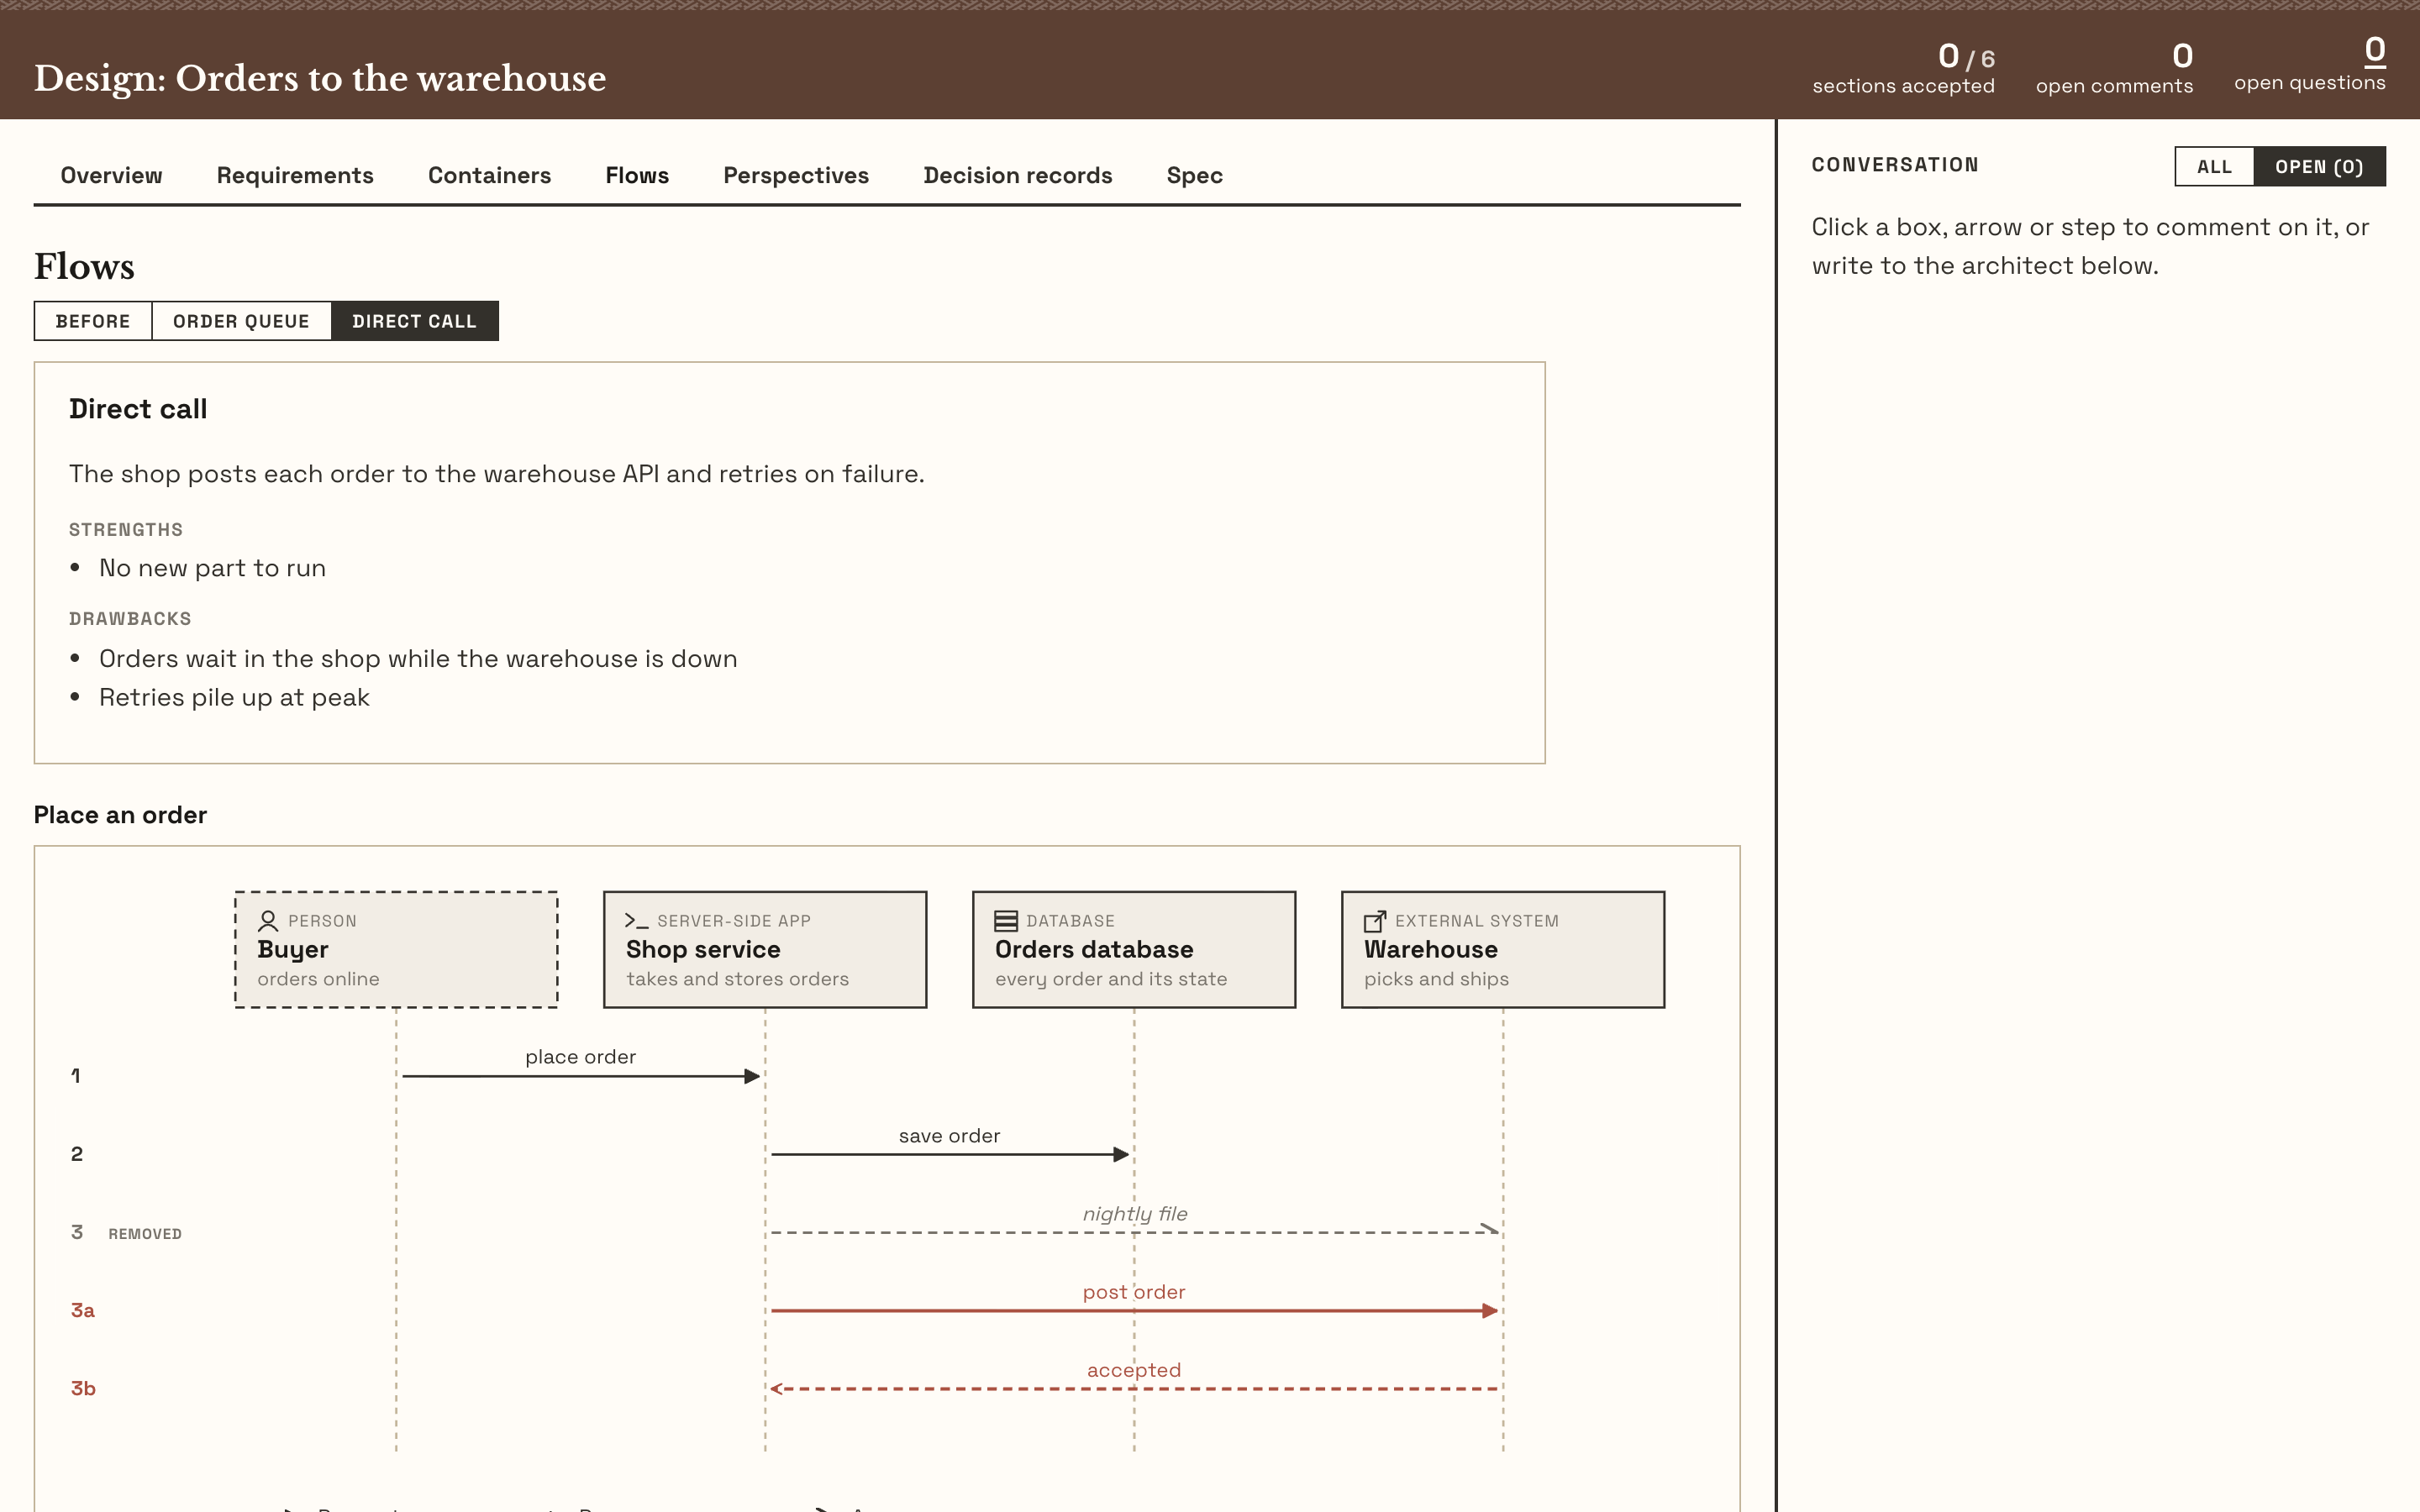 Design: Orders to the warehouse
0 / 6
sections accepted
0
open comments
0
open questions
Overview
Requirements
Containers
Flows
Perspectives
Decision records
Spec
Flows
BEFORE
ORDER QUEUE
DIRECT CALL
Direct call
The shop posts each order to the warehouse API and retries on failure.
STRENGTHS
• No new part to run
DRAWBACKS
• Orders wait in the shop while the warehouse is down
• Retries pile up at peak
Place an order
PERSON
Buyer
orders online
SERVER-SIDE APP
Shop service
takes and stores orders
DATABASE
Orders database
every order and its state
EXTERNAL SYSTEM
Warehouse
picks and ships
1
place order
2
save order
3 REMOVED
nightly file
3a
post order
3b
accepted
CONVERSATION
ALL
OPEN (0)
Click a box, arrow or step to comment on it, or
write to the architect below.